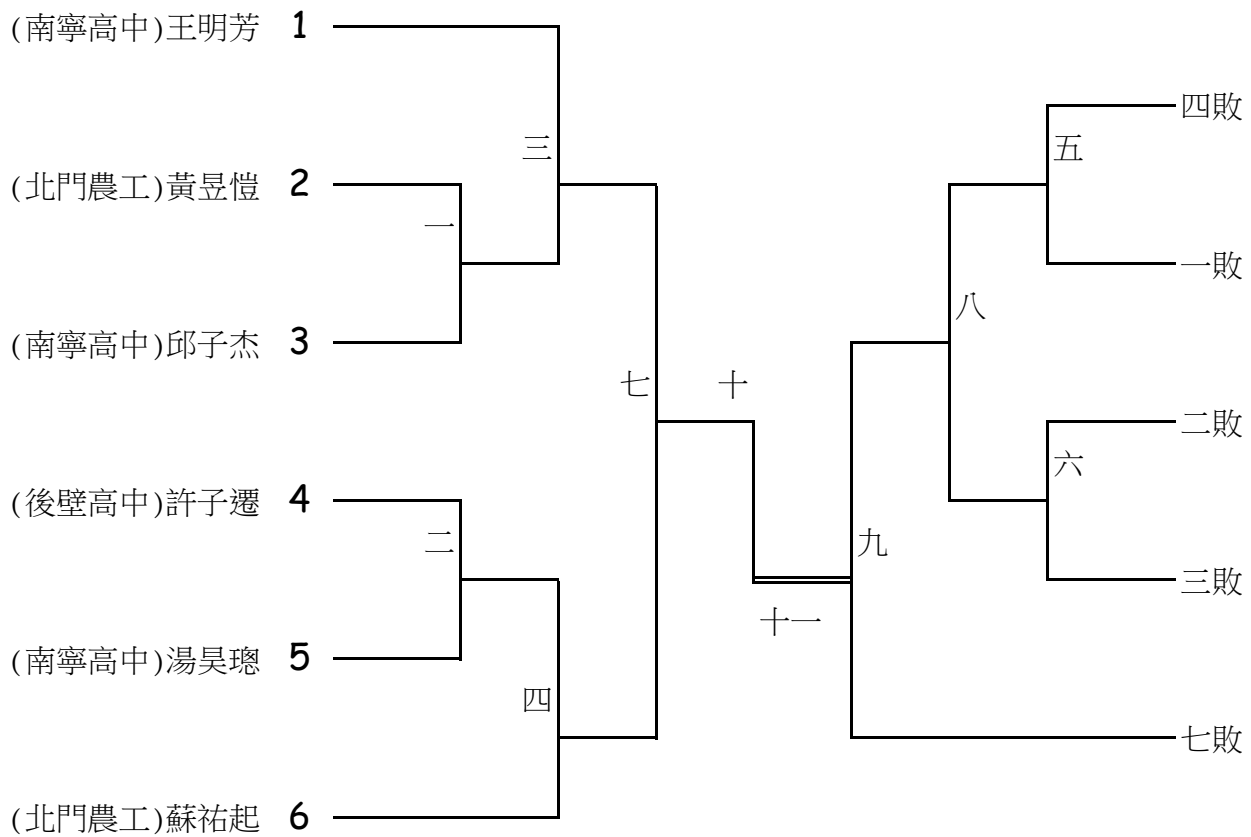 (南寧高中)王明芳 1
四敗
三
五
(北門農工)黃昱愷 2
一
一敗
八
(南寧高中)邱子杰 3
七
十
二敗
六
(後壁高中)許子遷 4
二
九
三敗
十一
(南寧高中)湯昊璁 5
四
七敗
(北門農工)蘇祐起 6